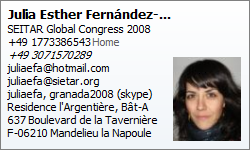 Julia Esther Fernández-...
SEITAR Global Congress 2008
+49 1773386543 Home
+49 3071570289
juliaefa@hotmail.com
juliaefa@sietar.org
juliaefa, granada2008 (skype)
Residence l'Argentière, Bât-A
637 Boulevard de la Tavernière
F-06210 Mandelieu la Napoule